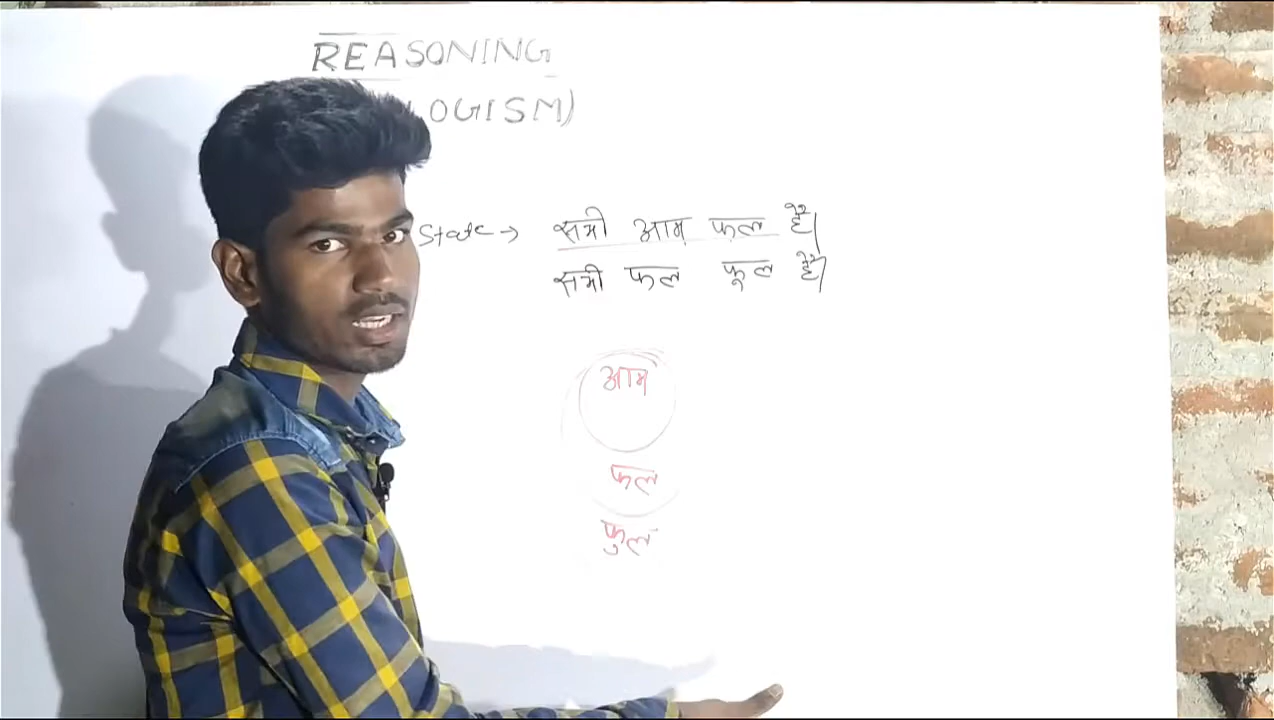 REASONING
LOGISM)
State → सभी आम फल हैं।
सभी फल फूल हैं।
आम
फल
फुल